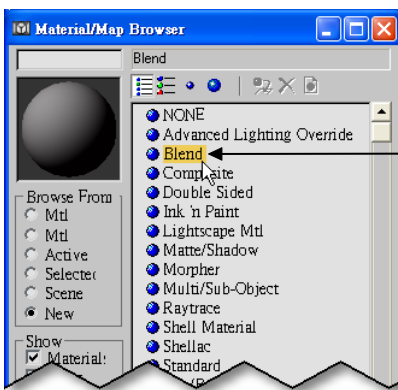 Material/Map Browser
Blend
NONE
Advanced Lighting Override
Blend
Composite
Double Sided
Ink 'n Paint
Lightscape Mtl
Matte/Shadow
Morpher
Multi/Sub-Object
Raytrace
Shell Material
Shellac
Standard
Browse From
Mtl
Mtl
Active
Selected
Scene
New
Show
Materials